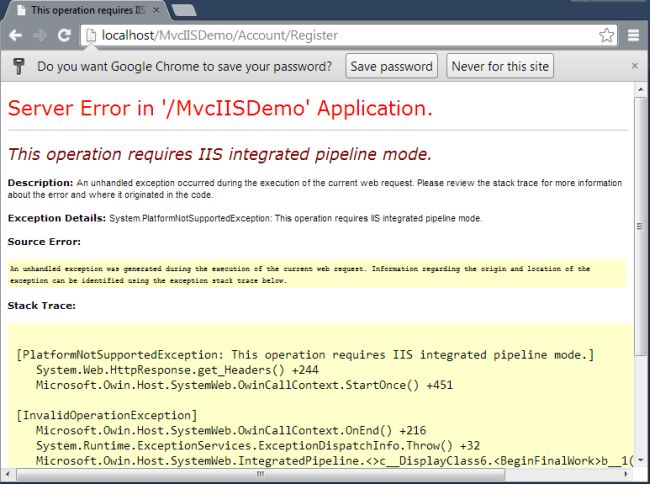 This operation requires IIS
localhost/MvcIISDemo/Account/Register
Do you want Google Chrome to save your password? Save password Never for this site
Server Error in '/MvcIISDemo' Application.
This operation requires IIS integrated pipeline mode.
Description: An unhandled exception occurred during the execution of the current web request. Please review the stack trace for more information
about the error and where it originated in the code.
Exception Details: System.PlatformNotSupportedException: This operation requires IIS integrated pipeline mode.
Source Error:
An unhandled exception was generated during the execution of the current web request. Information regarding the origin and location of the
exception can be identified using the exception stack trace below.
Stack Trace:
[PlatformNotSupportedException: This operation requires IIS integrated pipeline mode.]
System.Web.HttpResponse.get_Headers() +244
Microsoft.Owin.Host.SystemWeb.OwinCallContext.StartOnce() +451
[InvalidOperationException]
Microsoft.Owin.Host.SystemWeb.OwinCallContext.OnEnd() +216
System.Runtime.ExceptionServices.ExceptionDispatchInfo.Throw() +32
Microsoft.Owin.Host.SystemWeb.IntegratedPipeline.<>c__DisplayClass6.<BeginFinalWork>b__1(